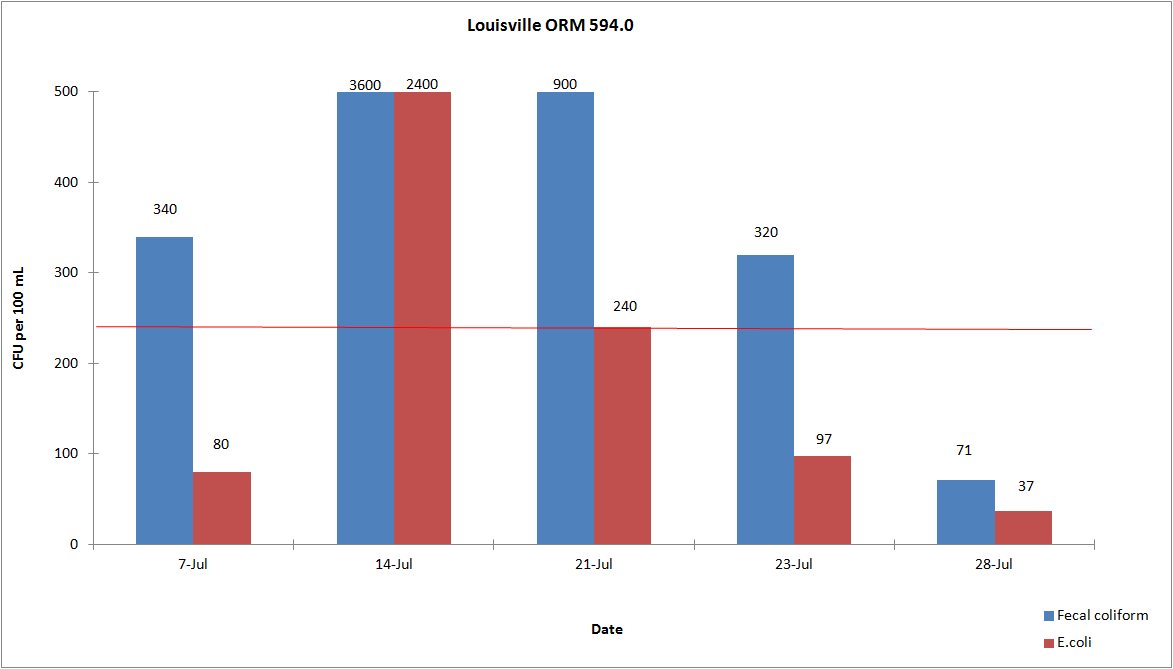 Louisville ORM 594.0
CFU per 100 mL
500
400
300
200
100
0
340
80
3600
2400
900
240
320
97
71
37
7-Jul
14-Jul
21-Jul
23-Jul
28-Jul
Date
Fecal coliform
E.coli